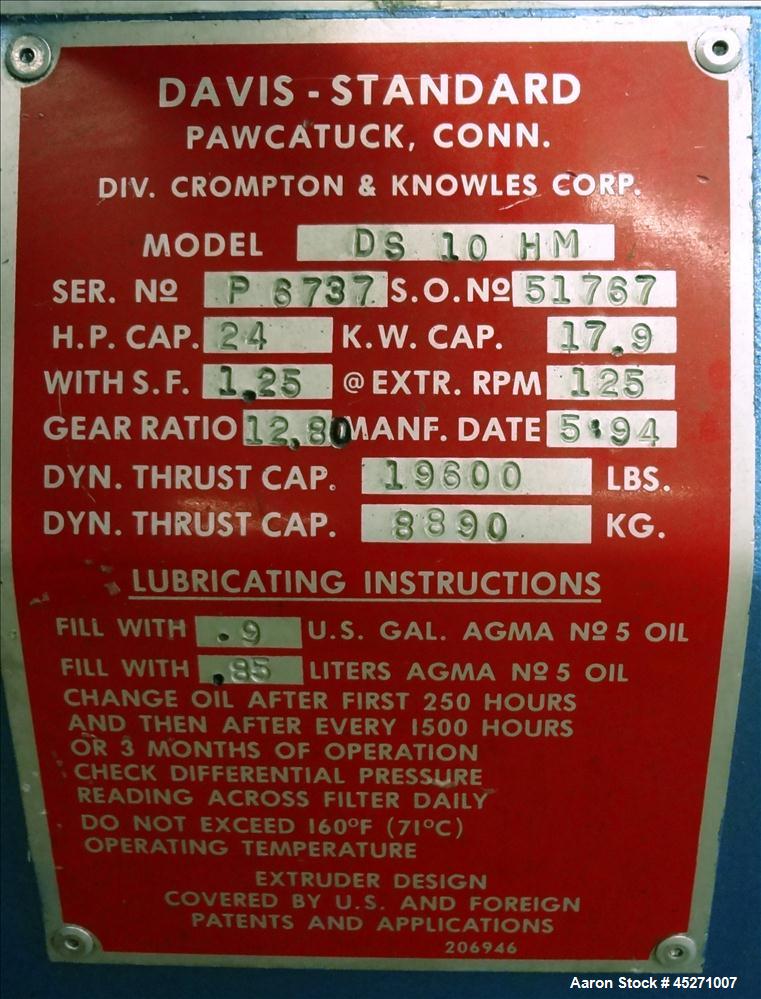 DAVIS - STANDARD
PAWCATUCK, CONN.
DIV. CROMPTON & KNOWLES CORP.
MODEL DS 10 HM
SER. Nº P 6737 S.O. Nº 51767
H.P. CAP. 24 K.W. CAP. 17.9
WITH S.F. 1.25 @ EXTR. RPM 125
GEAR RATIO 12.80 MANF. DATE 5 94
DYN. THRUST CAP. 19600 LBS.
DYN. THRUST CAP. 8890 KG.
LUBRICATING INSTRUCTIONS
FILL WITH .9 U.S. GAL. AGMA Nº 5 OIL
FILL WITH .85 LITERS AGMA Nº 5 OIL
CHANGE OIL AFTER FIRST 250 HOURS
AND THEN AFTER EVERY 1500 HOURS
OR 3 MONTHS OF OPERATION
CHECK DIFFERENTIAL PRESSURE
READING ACROSS FILTER DAILY
DO NOT EXCEED 160°F (71°C)
OPERATING TEMPERATURE
EXTRUDER DESIGN
COVERED BY U.S. AND FOREIGN
PATENTS AND APPLICATIONS
206946
Aaron Stock # 45271007